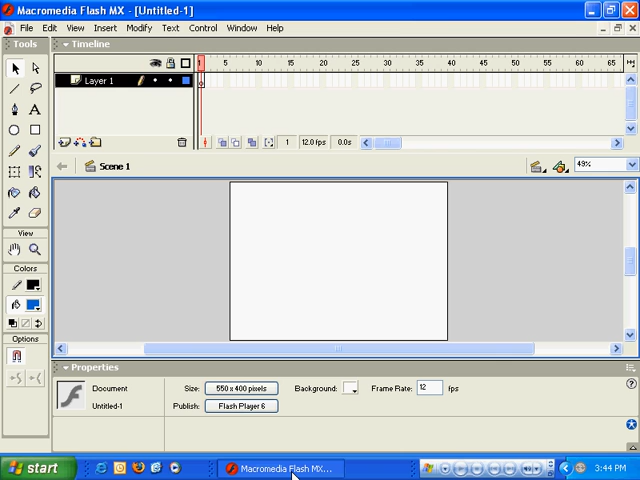 Macromedia Flash MX - [Untitled-1]
File Edit View Insert Modify Text Control Window Help
Tools
Timeline
1 5 10 15 20 25 30 35 40 45 50 55 60 65
Layer 1
1 12.0 fps 0.0s
Scene 1
49%
View
Colors
Options
Properties
Document Size: 550 x 400 pixels Background: Frame Rate: 12 fps
Untitled-1 Publish: Flash Player 6
start Macromedia Flash MX... 3:44 PM